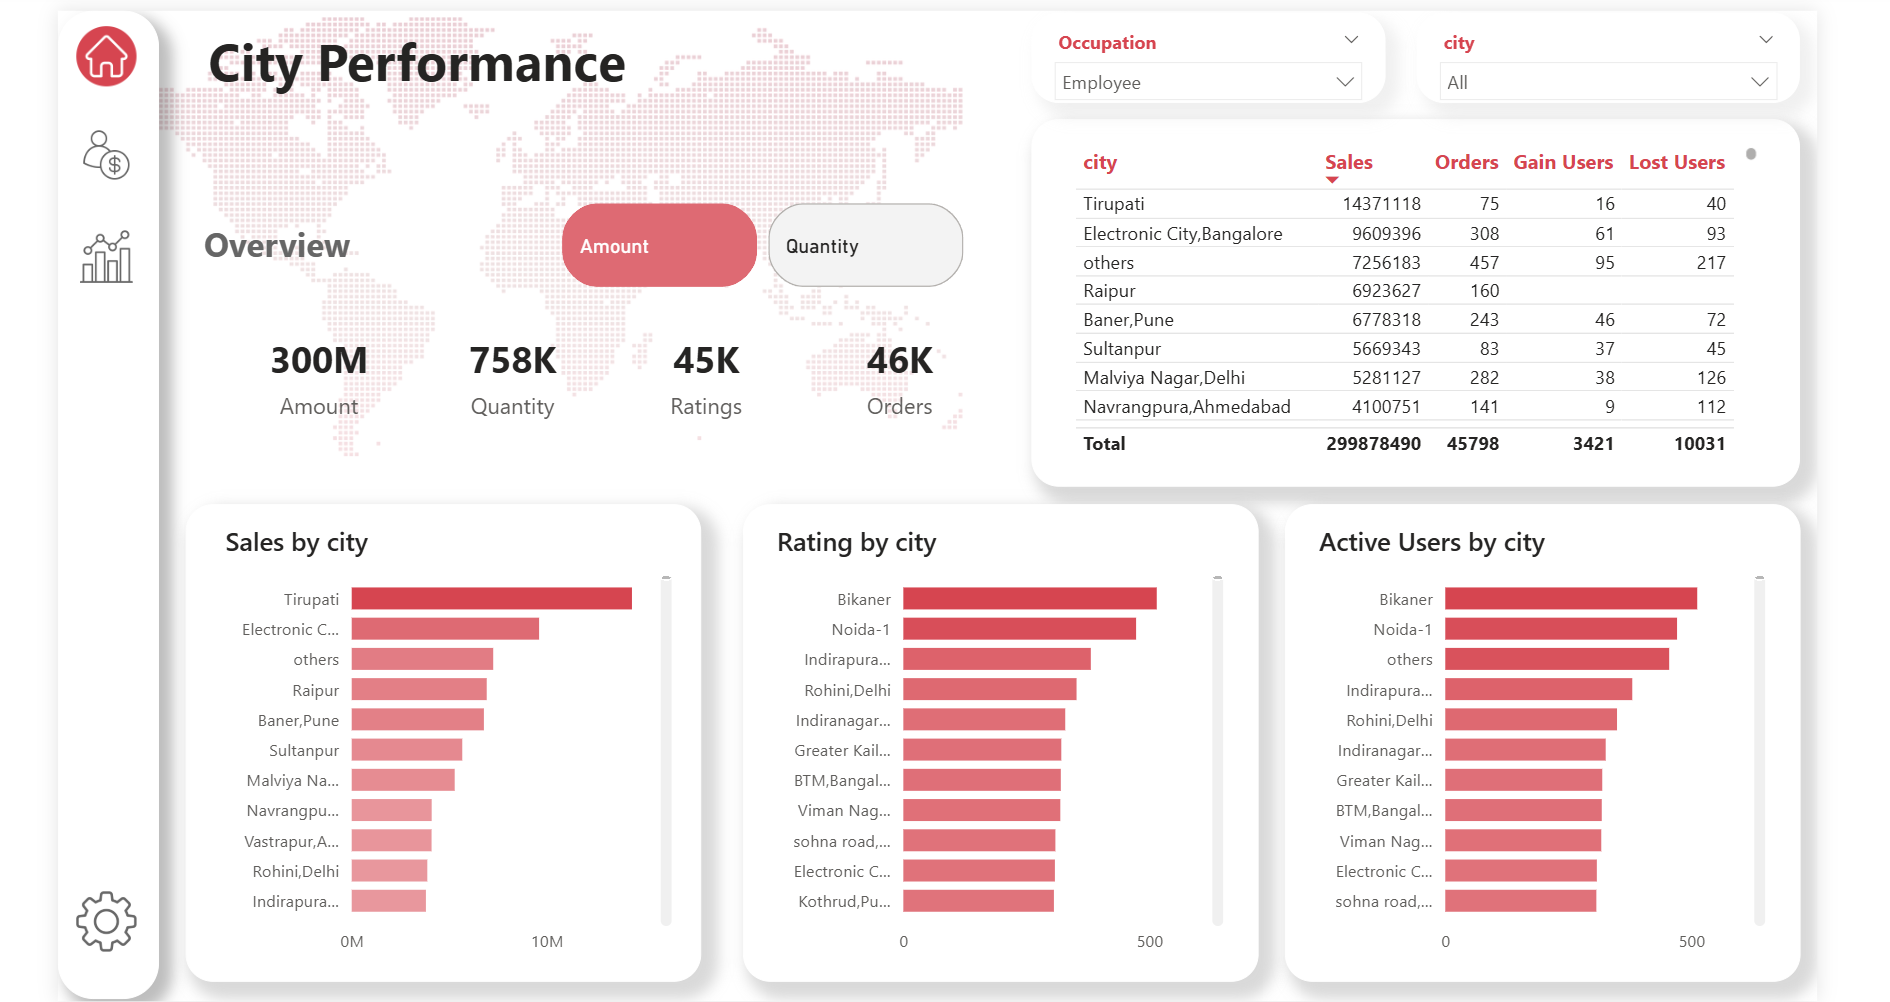 City Performance
Occupation
Employee
city
All
Overview
Amount
Quantity
300M
Amount
758K
Quantity
45K
Ratings
46K
Orders
city Sales Orders Gain Users Lost Users
Tirupati 14371118 75 16 40
Electronic City,Bangalore 9609396 308 61 93
others 7256183 457 95 217
Raipur 6923627 160
Baner,Pune 6778318 243 46 72
Sultanpur 5669343 83 37 45
Malviya Nagar,Delhi 5281127 282 38 126
Navrangpura,Ahmedabad 4100751 141 9 112
Total 299878490 45798 3421 10031
Sales by city
Tirupati
Electronic C...
others
Raipur
Baner,Pune
Sultanpur
Malviya Na...
Navrangpu...
Vastrapur,A...
Rohini,Delhi
Indirapura...
0M 10M
Rating by city
Bikaner
Noida-1
Indirapura...
Rohini,Delhi
Indiranagar...
Greater Kail...
BTM,Bangal...
Viman Nag...
sohna road,...
Electronic C...
Kothrud,Pu...
0 500
Active Users by city
Bikaner
Noida-1
others
Indirapura...
Rohini,Delhi
Indiranagar...
Greater Kail...
BTM,Bangal...
Viman Nag...
Electronic C...
sohna road,...
0 500